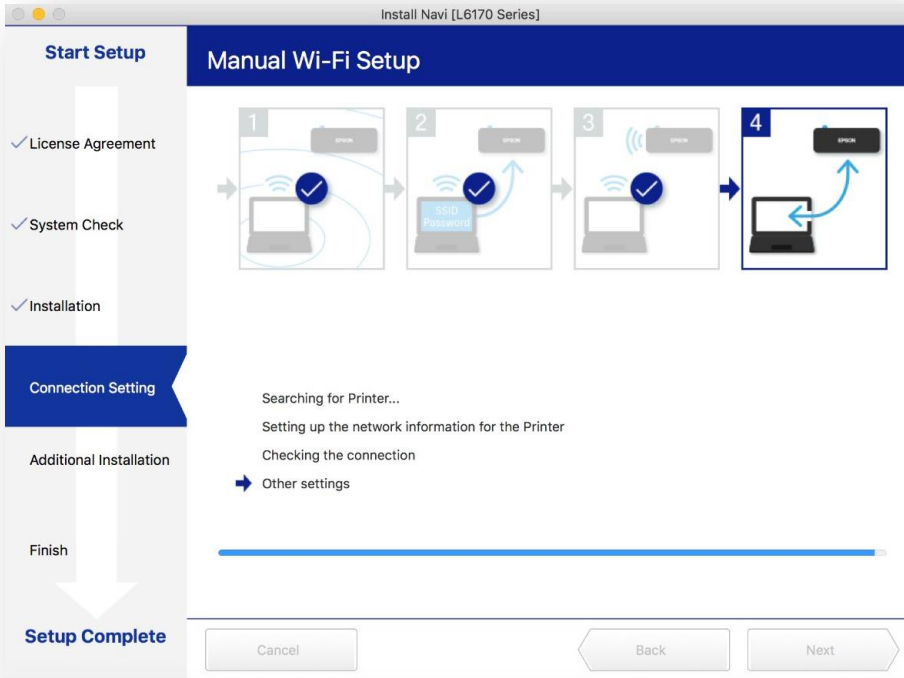 Install Navi [L6170 Series]
Start Setup
License Agreement
System Check
Installation
Connection Setting
Additional Installation
Finish
Setup Complete
Manual Wi-Fi Setup
1
EPSON
2
EPSON
SSID
Password
3
EPSON
4
EPSON
Searching for Printer...
Setting up the network information for the Printer
Checking the connection
Other settings
Cancel
Back
Next